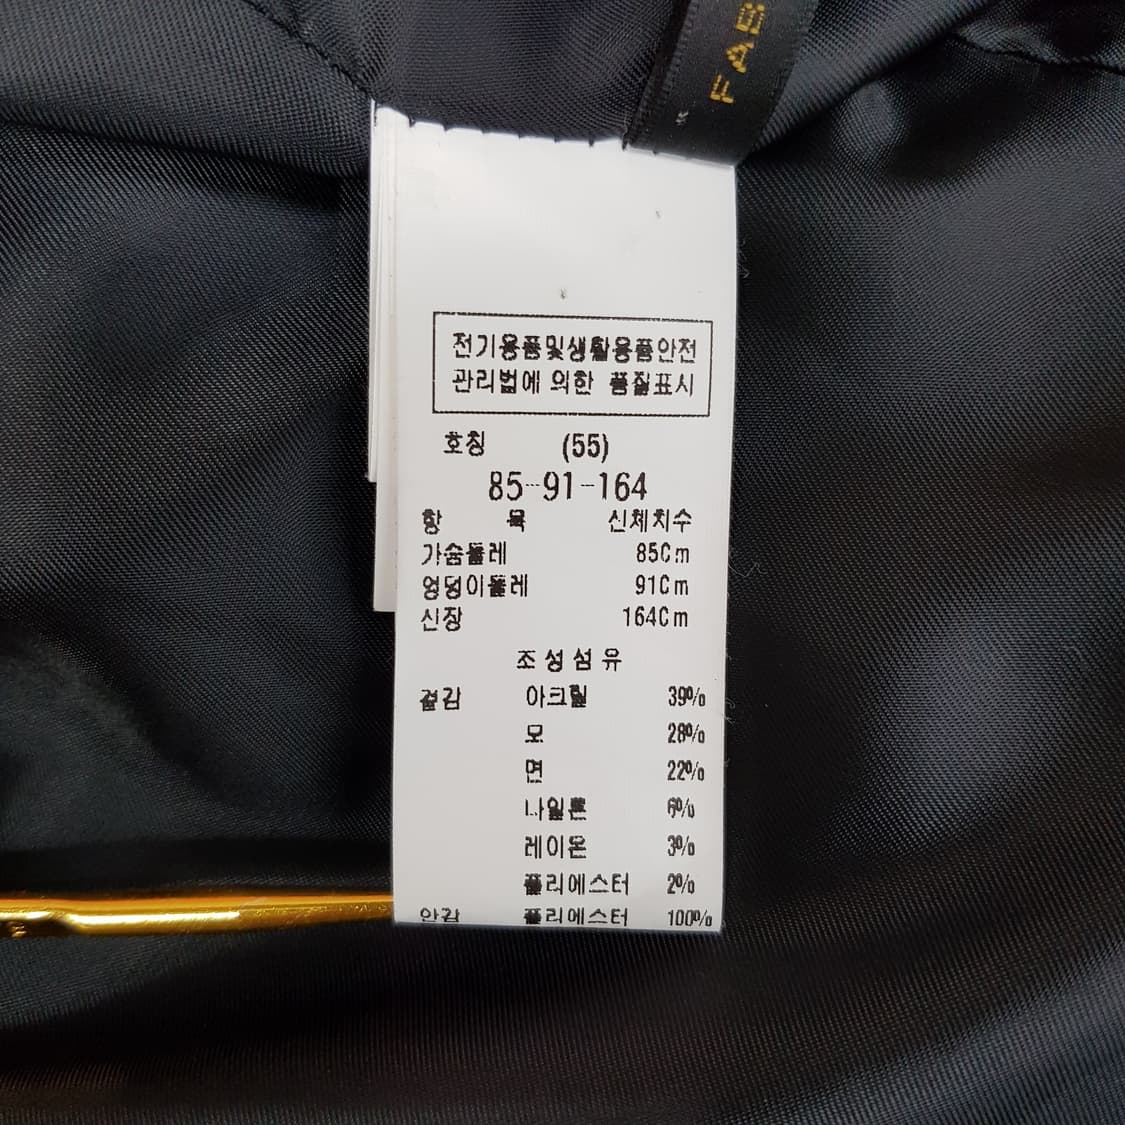 FAB
전기용품및생활용품안전
관리법에 의한 품질표시
호칭 (55)
85-91-164
항 목 신체치수
가슴둘레 85Cm
엉덩이둘레 91Cm
신장 164Cm
조성섬유
겉감 아크릴 39%
모 28%
면 22%
나일론 6%
레이온 3%
폴리에스터 2%
안감 폴리에스터 100%